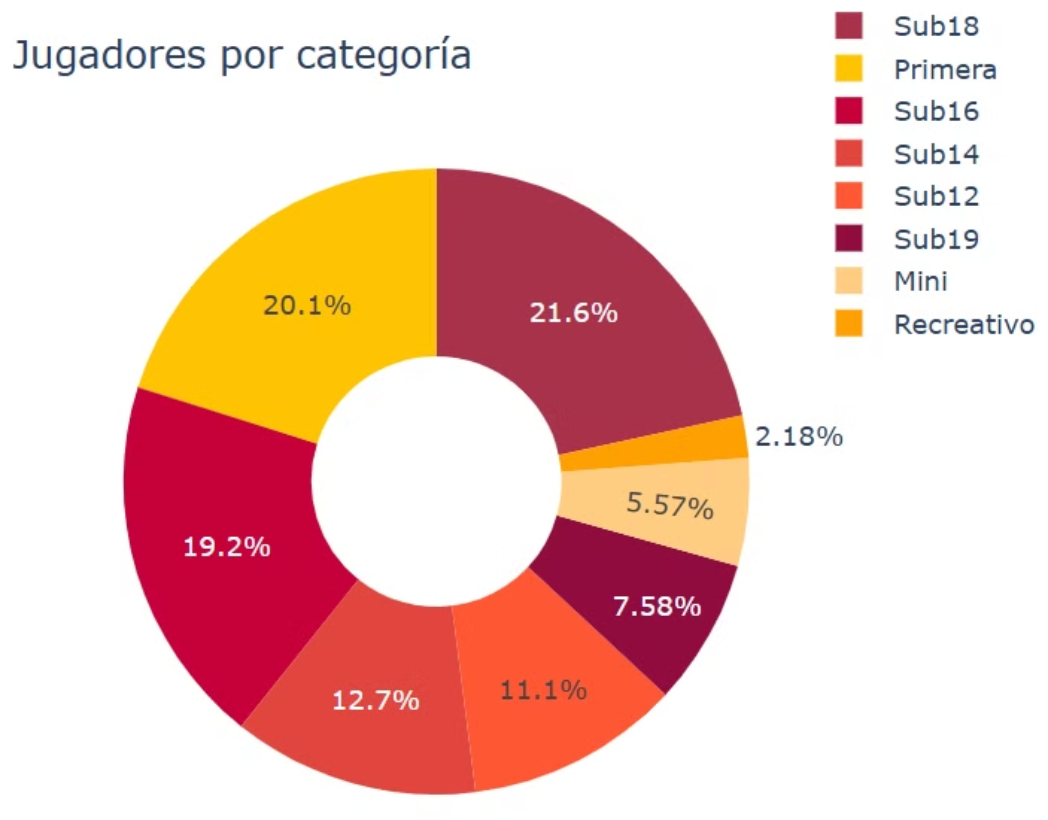 Jugadores por categoría
Sub18
Primera
Sub16
Sub14
Sub12
Sub19
Mini
Recreativo
20.1%
21.6%
2.18%
5.57%
19.2%
7.58%
11.1%
12.7%